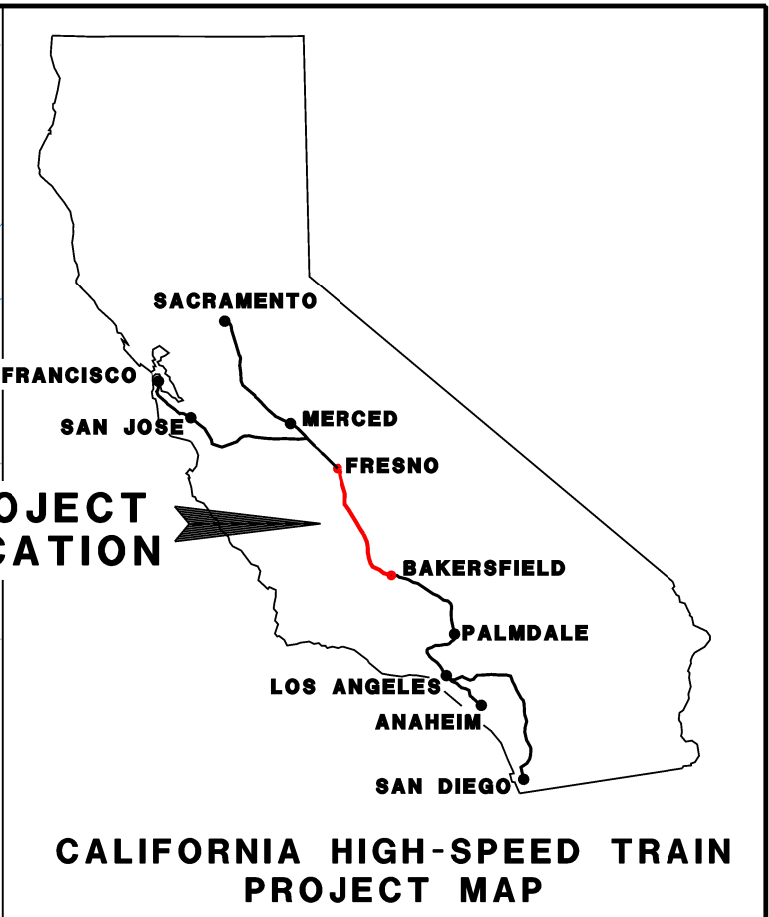 SACRAMENTO
FRANCISCO
MERCED
SAN JOSE
FRESNO
OJECT
CATION
BAKERSFIELD
PALMDALE
LOS ANGELES
ANAHEIM
SAN DIEGO
CALIFORNIA HIGH-SPEED TRAIN
PROJECT MAP